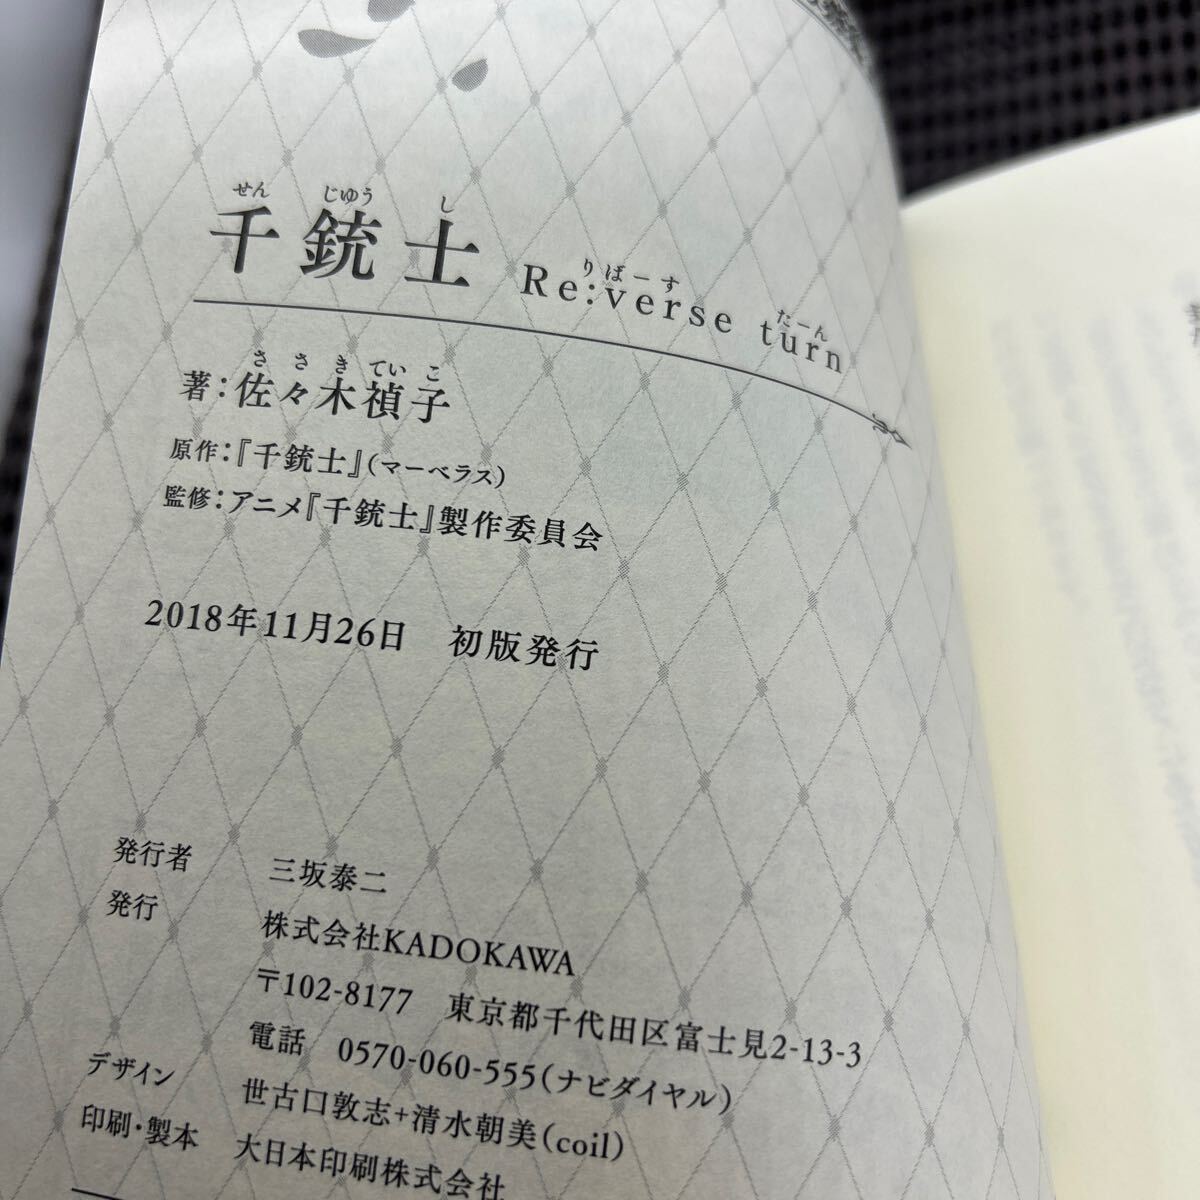 せん じゅう し
千銃士 Re:verse turn
りばーす たーん
ささきていこ
著：佐々木禎子
原作：『千銃士』（マーベラス）
監修：アニメ『千銃士』製作委員会
2018年11月26日 初版発行
発行者 三坂泰二
発行 株式会社KADOKAWA
〒102-8177 東京都千代田区富士見2-13-3
電話 0570-060-555（ナビダイヤル）
デザイン 世古口敦志+清水朝美（coil）
印刷・製本 大日本印刷株式会社